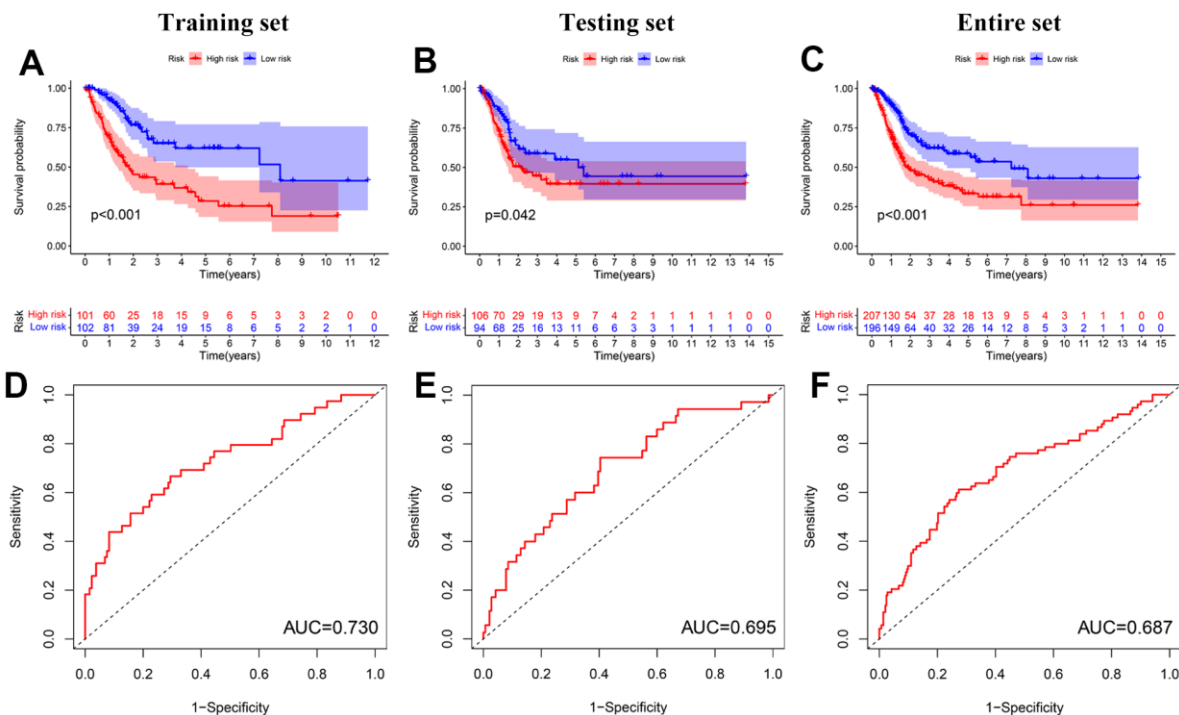 Training set
Testing set
Entire set
A
Risk High risk Low risk
Survival probability
1.00
0.75
0.50
0.25
0.00
p<0.001
0 1 2 3 4 5 6 7 8 9 10 11 12
Time(years)
Risk
High risk 101 60 25 18 15 9 6 5 3 3 2 0 0
Low risk 102 81 39 24 19 15 8 6 5 2 2 1 0
0 1 2 3 4 5 6 7 8 9 10 11 12
Time(years)
B
Risk High risk Low risk
Survival probability
1.00
0.75
0.50
0.25
0.00
p=0.042
0 1 2 3 4 5 6 7 8 9 10 11 12 13 14 15
Time(years)
Risk
High risk 106 70 29 19 13 9 7 4 2 1 1 1 1 1 0 0
Low risk 94 68 25 16 13 11 6 6 3 3 1 1 1 1 0 0
0 1 2 3 4 5 6 7 8 9 10 11 12 13 14 15
Time(years)
C
Risk High risk Low risk
Survival probability
1.00
0.75
0.50
0.25
0.00
p<0.001
0 1 2 3 4 5 6 7 8 9 10 11 12 13 14 15
Time(years)
Risk
High risk 207 130 54 37 28 18 13 9 5 4 3 1 1 1 0 0
Low risk 196 149 64 40 32 26 14 12 8 5 3 2 1 1 0 0
0 1 2 3 4 5 6 7 8 9 10 11 12 13 14 15
Time(years)
D
Sensitivity
1.0
0.8
0.6
0.4
0.2
0.0
AUC=0.730
0.0 0.2 0.4 0.6 0.8 1.0
1−Specificity
E
Sensitivity
1.0
0.8
0.6
0.4
0.2
0.0
AUC=0.695
0.0 0.2 0.4 0.6 0.8 1.0
1−Specificity
F
Sensitivity
1.0
0.8
0.6
0.4
0.2
0.0
AUC=0.687
0.0 0.2 0.4 0.6 0.8 1.0
1−Specificity